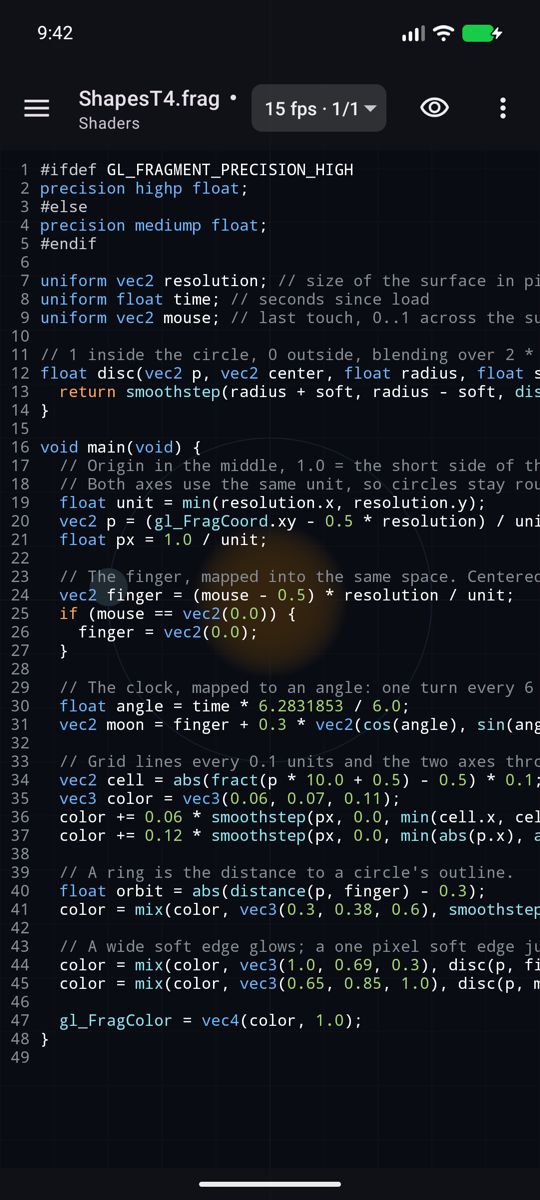 9:42
ShapesT4.frag •
Shaders
15 fps · 1/1
1 #ifdef GL_FRAGMENT_PRECISION_HIGH
2 precision highp float;
3 #else
4 precision mediump float;
5 #endif
6
7 uniform vec2 resolution; // size of the surface in pi
8 uniform float time; // seconds since load
9 uniform vec2 mouse; // last touch, 0..1 across the su
10
11 // 1 inside the circle, 0 outside, blending over 2 *
12 float disc(vec2 p, vec2 center, float radius, float s
13   return smoothstep(radius + soft, radius - soft, dis
14 }
15
16 void main(void) {
17   // Origin in the middle, 1.0 = the short side of th
18   // Both axes use the same unit, so circles stay rou
19   float unit = min(resolution.x, resolution.y);
20   vec2 p = (gl_FragCoord.xy - 0.5 * resolution) / uni
21   float px = 1.0 / unit;
22
23   // The finger, mapped into the same space. Centered
24   vec2 finger = (mouse - 0.5) * resolution / unit;
25   if (mouse == vec2(0.0)) {
26     finger = vec2(0.0);
27   }
28
29   // The clock, mapped to an angle: one turn every 6
30   float angle = time * 6.2831853 / 6.0;
31   vec2 moon = finger + 0.3 * vec2(cos(angle), sin(ang
32
33   // Grid lines every 0.1 units and the two axes thro
34   vec2 cell = abs(fract(p * 10.0 + 0.5) - 0.5) * 0.1;
35   vec3 color = vec3(0.06, 0.07, 0.11);
36   color += 0.06 * smoothstep(px, 0.0, min(cell.x, cel
37   color += 0.12 * smoothstep(px, 0.0, min(abs(p.x), a
38
39   // A ring is the distance to a circle's outline.
40   float orbit = abs(distance(p, finger) - 0.3);
41   color = mix(color, vec3(0.3, 0.38, 0.6), smoothstep
42
43   // A wide soft edge glows; a one pixel soft edge ju
44   color = mix(color, vec3(1.0, 0.69, 0.3), disc(p, fi
45   color = mix(color, vec3(0.65, 0.85, 1.0), disc(p, m
46
47   gl_FragColor = vec4(color, 1.0);
48 }
49